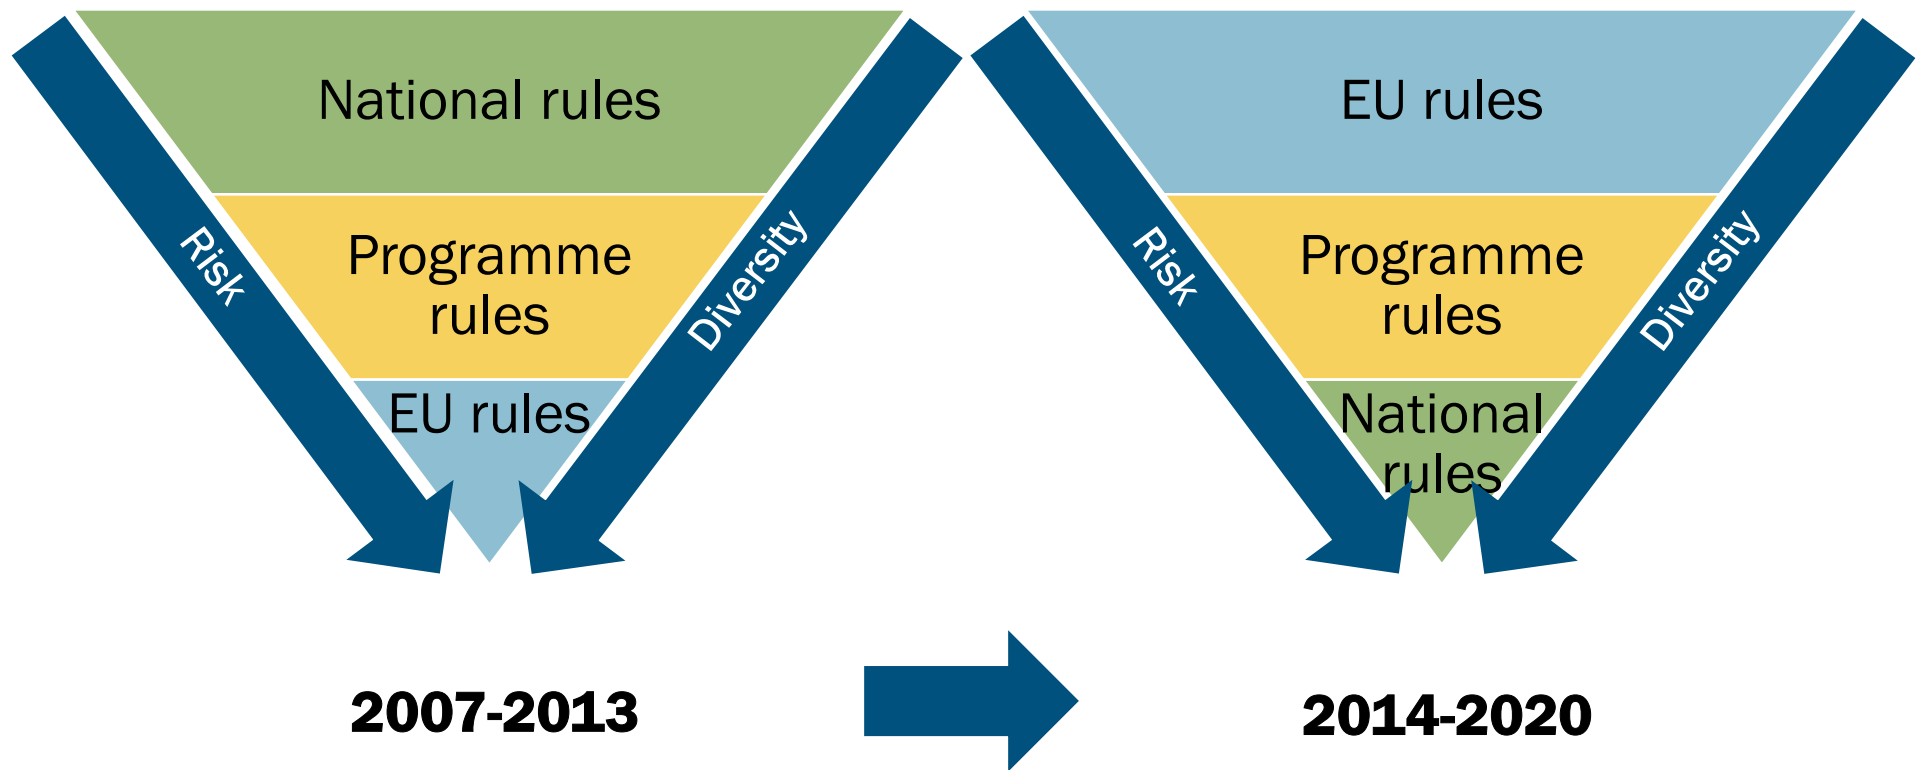 National rules
Programme
rules
EU rules
Risk
Diversity
2007-2013
EU rules
Programme
rules
National
rules
Risk
Diversity
2014-2020